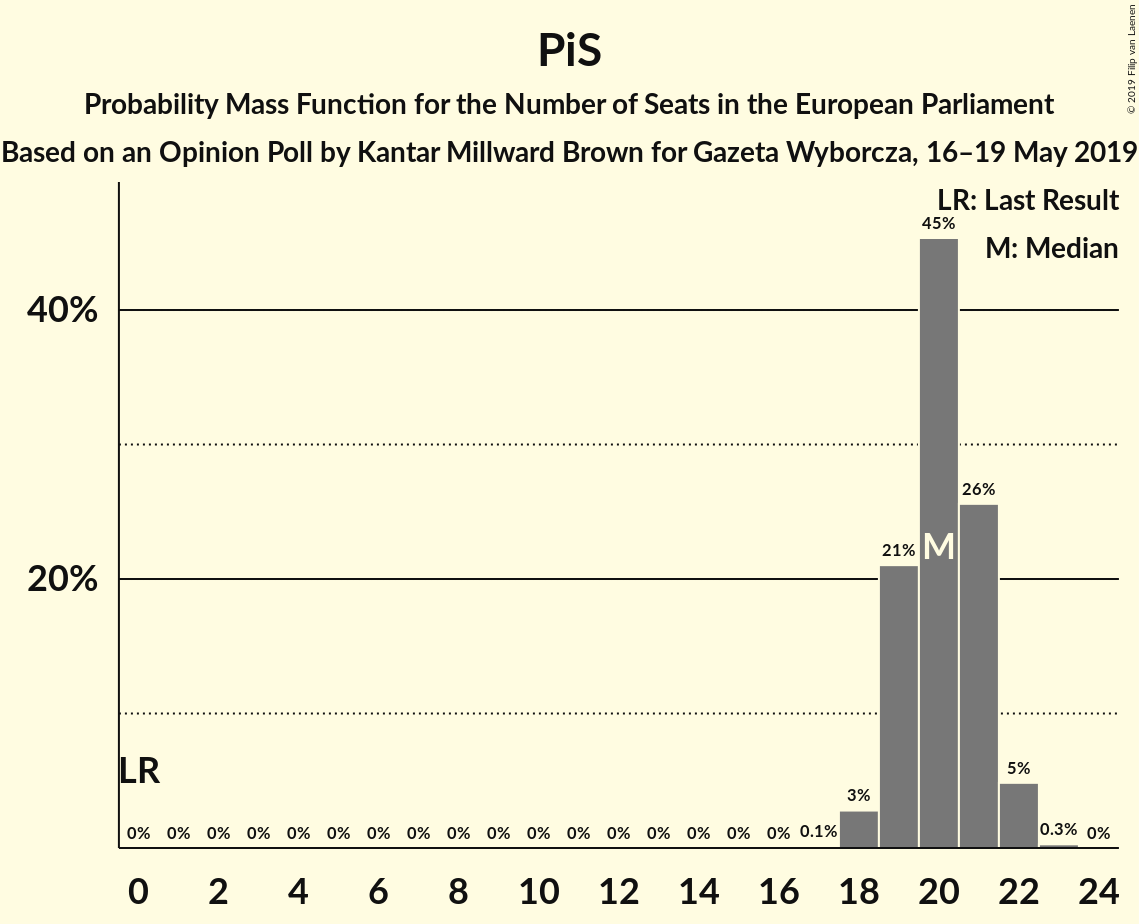 PiS
Probability Mass Function for the Number of Seats in the European Parliament
Based on an Opinion Poll by Kantar Millward Brown for Gazeta Wyborcza, 16–19 May 2019
© 2019 Filip van Laenen
LR: Last Result
M: Median
45%
40%
26%
21%
M
20%
LR
5%
3%
0% 0% 0% 0% 0% 0% 0% 0% 0% 0% 0% 0% 0% 0% 0% 0% 0% 0.1% 0.3% 0%
0 2 4 6 8 10 12 14 16 18 20 22 24